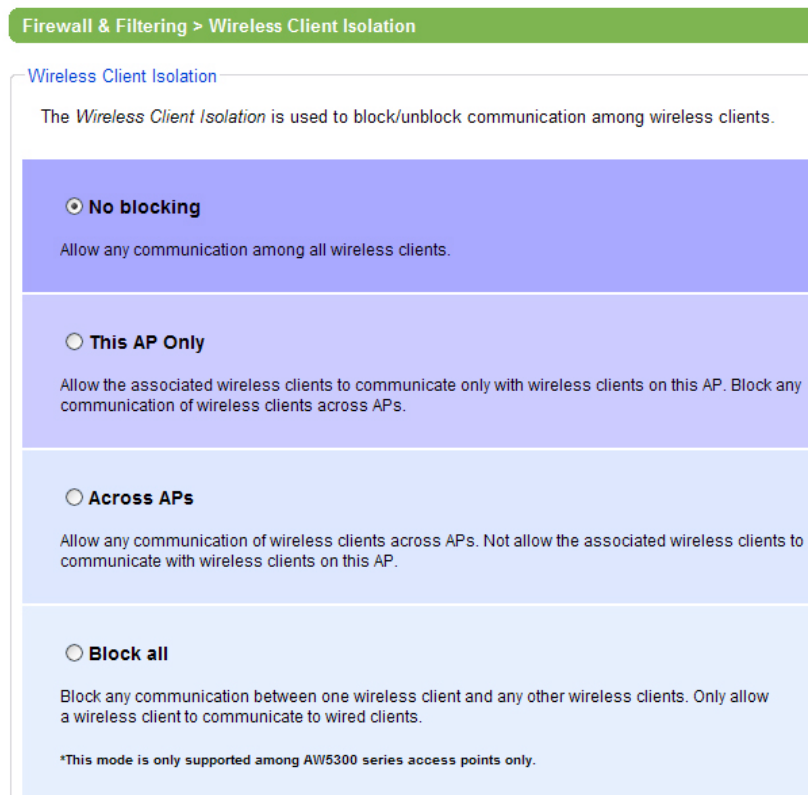 Firewall & Filtering > Wireless Client Isolation
Wireless Client Isolation
The Wireless Client Isolation is used to block/unblock communication among wireless clients.
No blocking
Allow any communication among all wireless clients.
This AP Only
Allow the associated wireless clients to communicate only with wireless clients on this AP. Block any
communication of wireless clients across APs.
Across APs
Allow any communication of wireless clients across APs. Not allow the associated wireless clients to
communicate with wireless clients on this AP.
Block all
Block any communication between one wireless client and any other wireless clients. Only allow
a wireless client to communicate to wired clients.
*This mode is only supported among AW5300 series access points only.